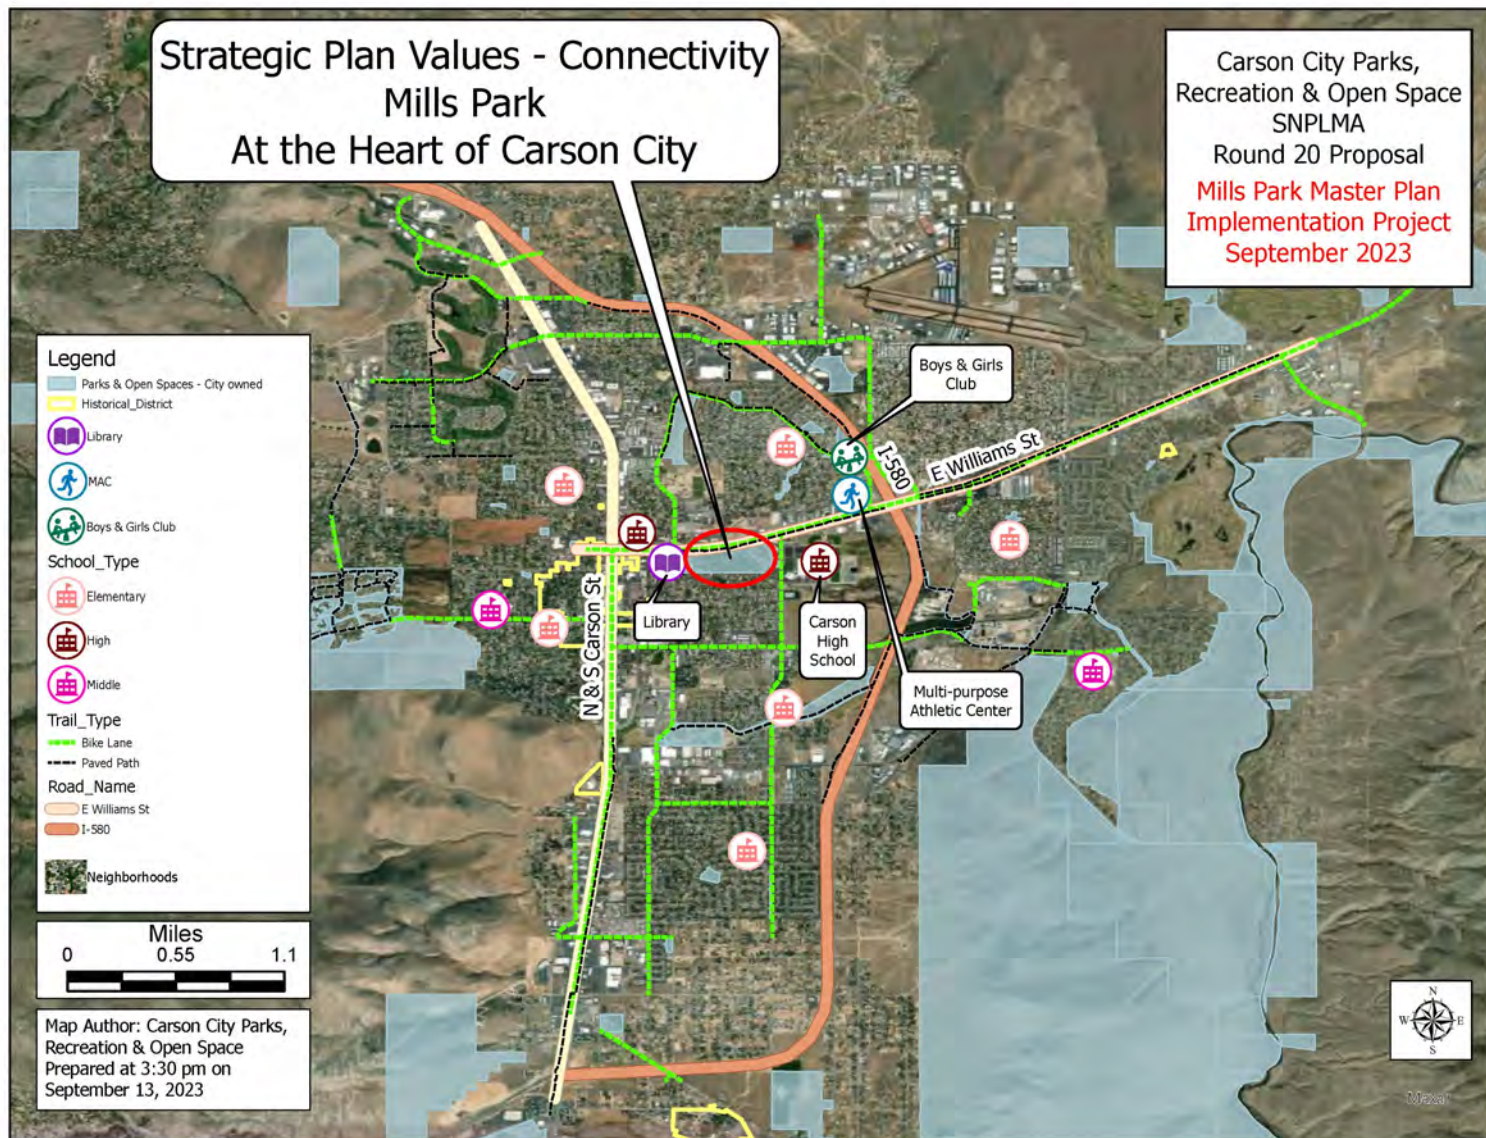 Strategic Plan Values - Connectivity
Mills Park
At the Heart of Carson City
Carson City Parks,
Recreation & Open Space
SNPLMA
Round 20 Proposal
Mills Park Master Plan
Implementation Project
September 2023
Legend
Parks & Open Spaces - City owned
Historical_District
Library
MAC
Boys & Girls Club
School_Type
Elementary
High
Middle
Trail_Type
Bike Lane
Paved Path
Road_Name
E Williams St
I-580
Neighborhoods
Boys & Girls
Club
I-580
E Williams St
N & S Carson St
Library
Carson
High
School
Multi-purpose
Athletic Center
Miles
0 0.55 1.1
Map Author: Carson City Parks,
Recreation & Open Space
Prepared at 3:30 pm on
September 13, 2023
N
W E
S
Maxar